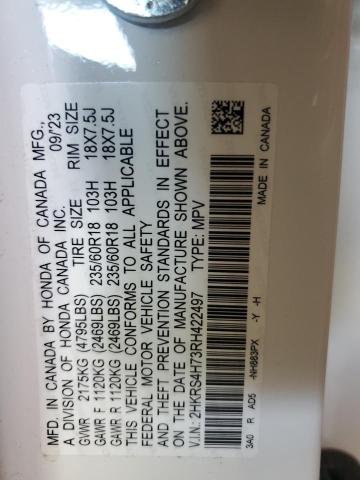 MFD. IN CANADA BY HONDA OF CANADA MFG.,
A DIVISION OF HONDA CANADA INC. 09/'23
TIRE SIZE RIM SIZE
GVWR 2175KG (4795LBS)
GAWR F 1120KG (2469LBS) 235/60R18 103H 18X7.5J
GAWR R 1120KG (2469LBS) 235/60R18 103H 18X7.5J
THIS VEHICLE CONFORMS TO ALL APPLICABLE
FEDERAL MOTOR VEHICLE SAFETY
AND THEFT PREVENTION STANDARDS IN EFFECT
ON THE DATE OF MANUFACTURE SHOWN ABOVE.
V.I.N.: 2HKRS4H73RH422497 TYPE: MPV
3A0 R AD5 -NH883PX -Y -H
MADE IN CANADA